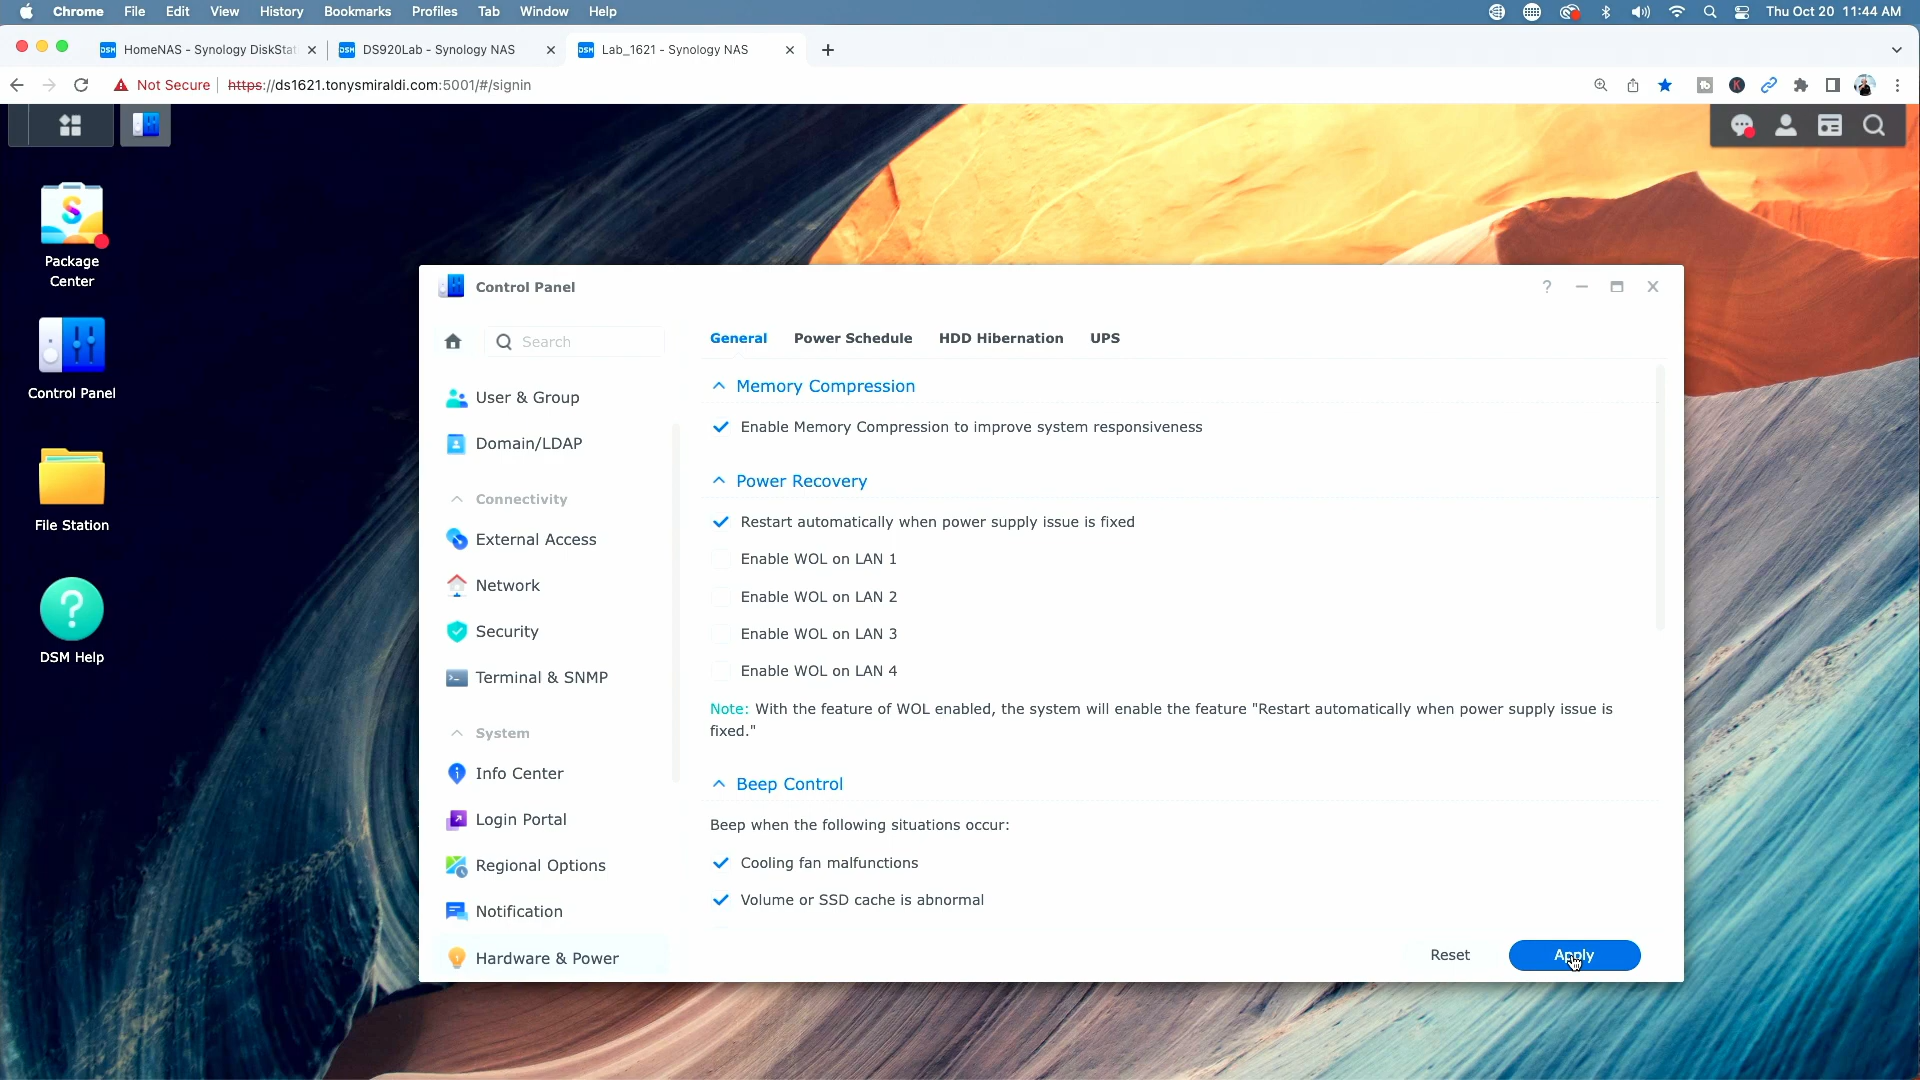 Chrome File Edit View History Bookmarks Profiles Tab Window Help Thu Oct 20 11:44 AM
HomeNAS - Synology DiskStat
DS920Lab - Synology NAS
Lab_1621 - Synology NAS
Not Secure https://ds1621.tonysmiraldi.com:5001/#/signin
Package
Center
Control Panel
File Station
DSM Help
Control Panel
Search
User & Group
Domain/LDAP
Connectivity
External Access
Network
Security
Terminal & SNMP
System
Info Center
Login Portal
Regional Options
Notification
Hardware & Power
General Power Schedule HDD Hibernation UPS
Memory Compression
Enable Memory Compression to improve system responsiveness
Power Recovery
Restart automatically when power supply issue is fixed
Enable WOL on LAN 1
Enable WOL on LAN 2
Enable WOL on LAN 3
Enable WOL on LAN 4
Note: With the feature of WOL enabled, the system will enable the feature "Restart automatically when power supply issue is
fixed."
Beep Control
Beep when the following situations occur:
Cooling fan malfunctions
Volume or SSD cache is abnormal
Reset Apply